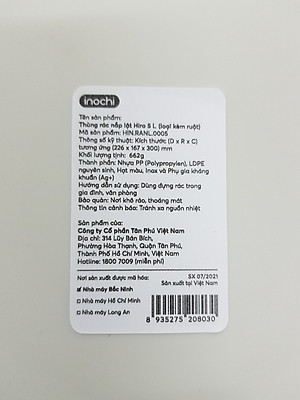 inochi
Tên sản phẩm:
Thùng rác nắp lật Hiro 5 L (loại kèm ruột)
Mã sản phẩm: HIN.RANL.0005
Thông số kỹ thuật: Kích thước (D x R x C)
tương ứng (226 x 167 x 300) mm
Khối lượng tịnh: 662g
Thành phần: Nhựa PP (Polypropylen), LDPE
nguyên sinh, Hạt màu, Inox và Phụ gia kháng
khuẩn (Ag+)
Hướng dẫn sử dụng: Dùng đựng rác trong
gia đình, văn phòng
Bảo quản: Nơi khô ráo, thoáng mát
Thông tin cảnh báo: Tránh xa nguồn nhiệt
Sản phẩm của:
Công ty Cổ phần Tân Phú Việt Nam
Địa chỉ: 314 Lũy Bán Bích,
Phường Hòa Thạnh, Quận Tân Phú,
Thành Phố Hồ Chí Minh, Việt Nam
Hotline: 1800 7009 (miễn phí)
Nơi sản xuất được mã hóa:
SX 07/2021
Nhà máy Bắc Ninh
Sản xuất tại Việt Nam
Nhà máy Hồ Chí Minh
Nhà máy Long An
8 935275 208030